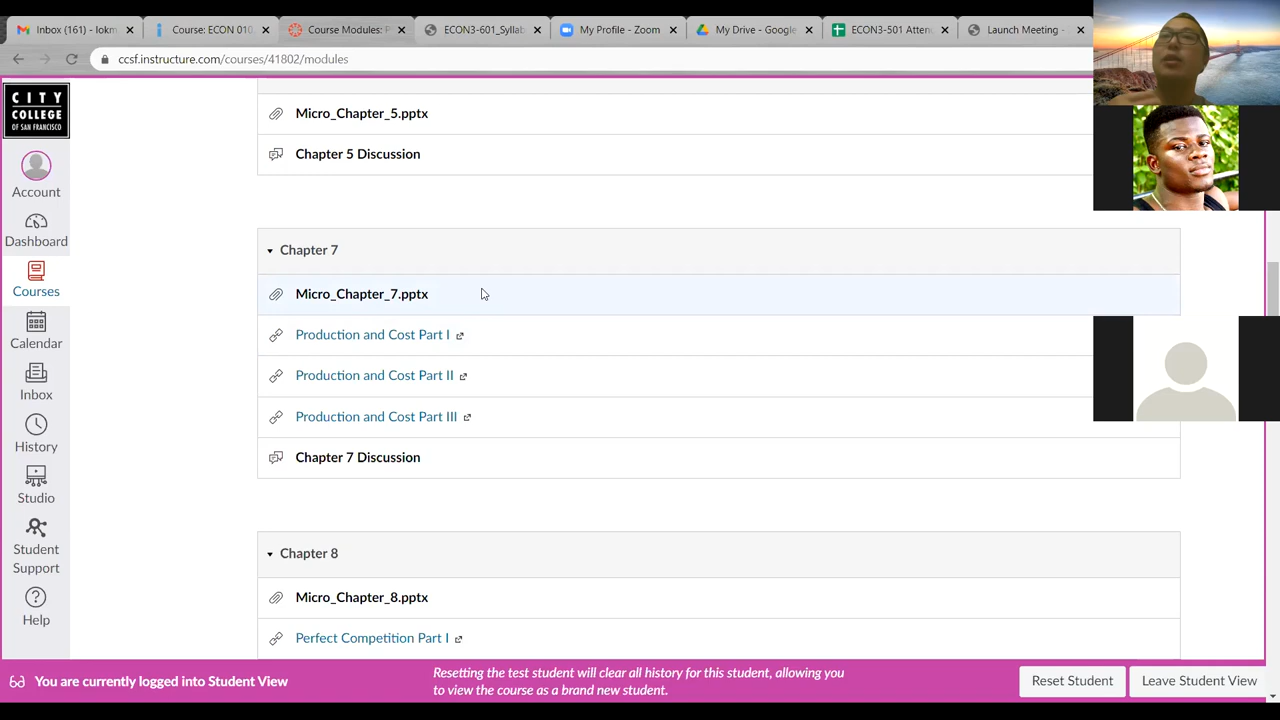 Inbox (161) - lokm
Course: ECON 010,
Course Modules: P
ECON3-e01_Syllab
My Profile - Zoom
My Drive - Google
ECON3-501 Atten
Launch Meeting -
ccsf.instructure.com/courses/41802/modules
CITY
COLLEGE
OF SAN FRANCISCO
Account
Dashboard
Courses
Calendar
Inbox
History
Studio
Student
Support
Help
Micro_Chapter_5.pptx
Chapter 5 Discussion
Chapter 7
Micro_Chapter_7.pptx
Production and Cost Part I
Production and Cost Part II
Production and Cost Part III
Chapter 7 Discussion
Chapter 8
Micro_Chapter_8.pptx
Perfect Competition Part I
You are currently logged into Student View
Resetting the test student will clear all history for this student, allowing you
to view the course as a brand new student.
Reset Student
Leave Student View